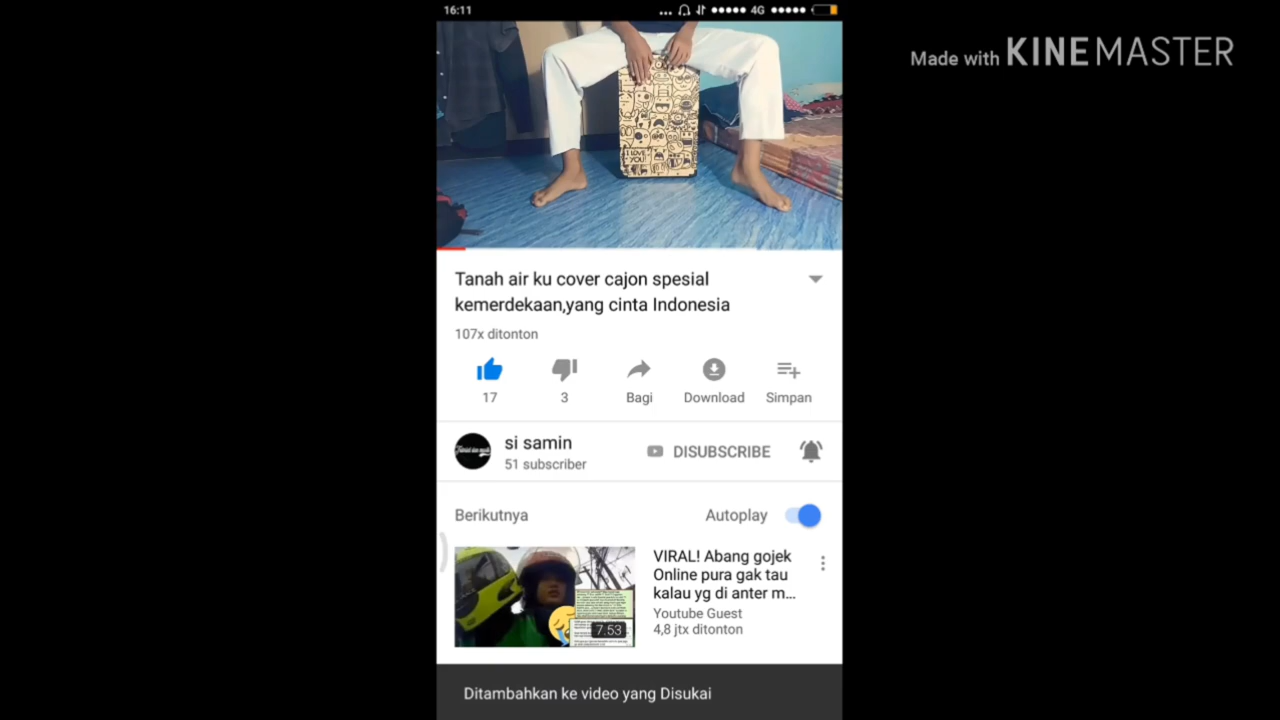 16:11
... 4G
Made with KINEMASTER
I LOVE
YOU!
Tanah air ku cover cajon spesial
kemerdekaan,yang cinta Indonesia
107x ditonton
17
3
Bagi
Download
Simpan
si samin
51 subscriber
DISUBSCRIBE
Berikutnya
Autoplay
VIRAL! Abang gojek
Online pura gak tau
kalau yg di anter m...
Youtube Guest
4,8 jtx ditonton
7:53
Ditambahkan ke video yang Disukai